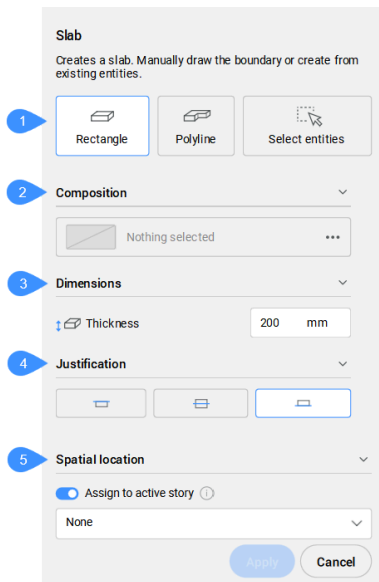 Slab
Creates a slab. Manually draw the boundary or create from
existing entities.
1
Rectangle
Polyline
Select entities
2
Composition
Nothing selected
3
Dimensions
Thickness
200 mm
4
Justification
5
Spatial location
Assign to active story
None
Apply
Cancel